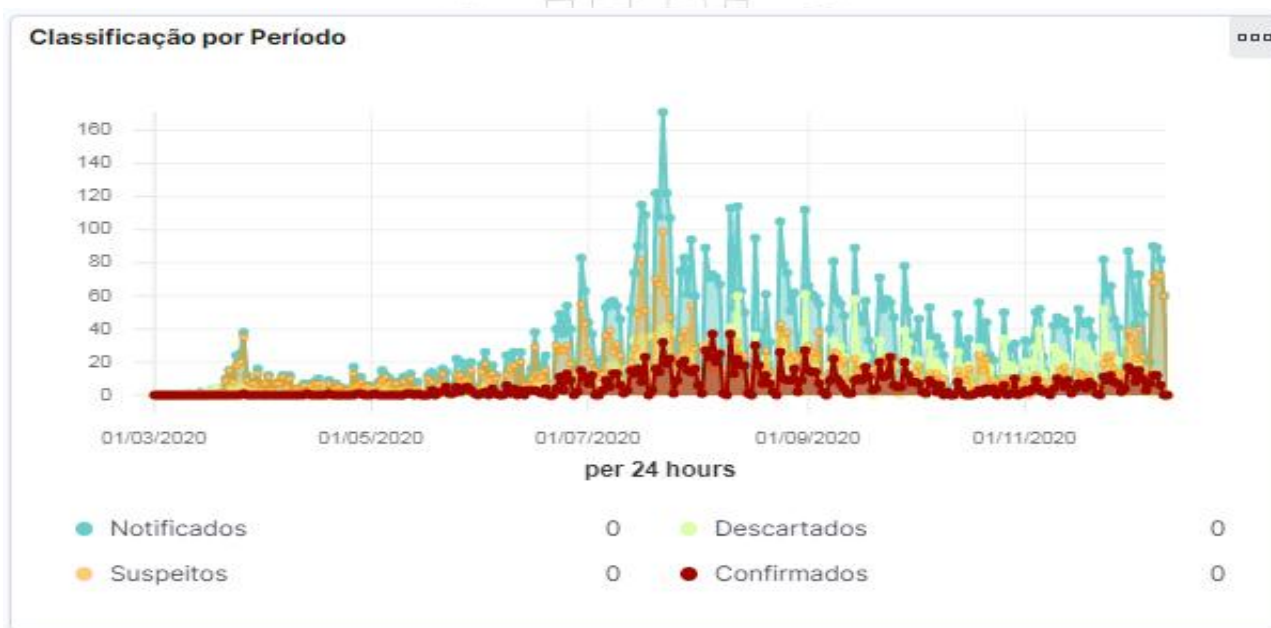 Classificação por Período
160
140
120
100
80
60
40
20
0
01/03/2020 01/05/2020 01/07/2020 01/09/2020 01/11/2020
per 24 hours
Notificados 0 Descartados 0
Suspeitos 0 Confirmados 0